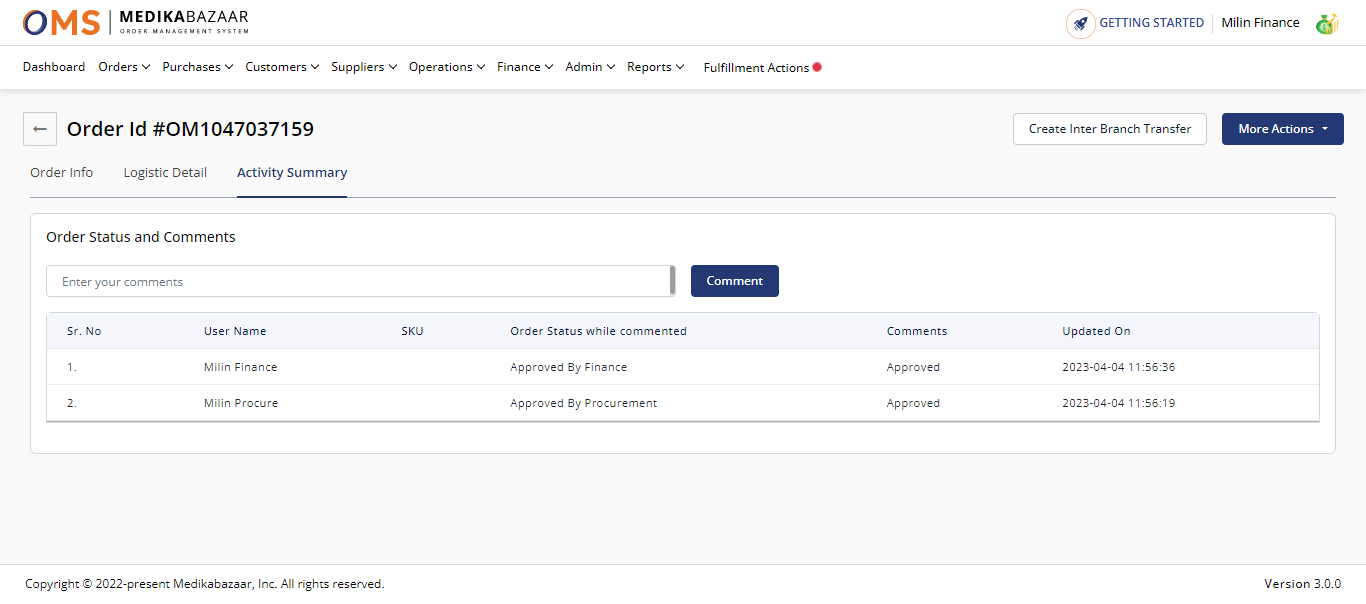 OMS MEDIKABAZAAR
ORDER MANAGEMENT SYSTEM
GETTING STARTED Milin Finance
Dashboard Orders Purchases Customers Suppliers Operations Finance Admin Reports Fulfillment Actions
Order Id #OM1047037159 Create Inter Branch Transfer More Actions
Order Info Logistic Detail Activity Summary
Order Status and Comments
Enter your comments Comment
Sr. No User Name SKU Order Status while commented Comments Updated On
1. Milin Finance Approved By Finance Approved 2023-04-04 11:56:36
2. Milin Procure Approved By Procurement Approved 2023-04-04 11:56:19
Copyright © 2022-present Medikabazaar, Inc. All rights reserved. Version 3.0.0